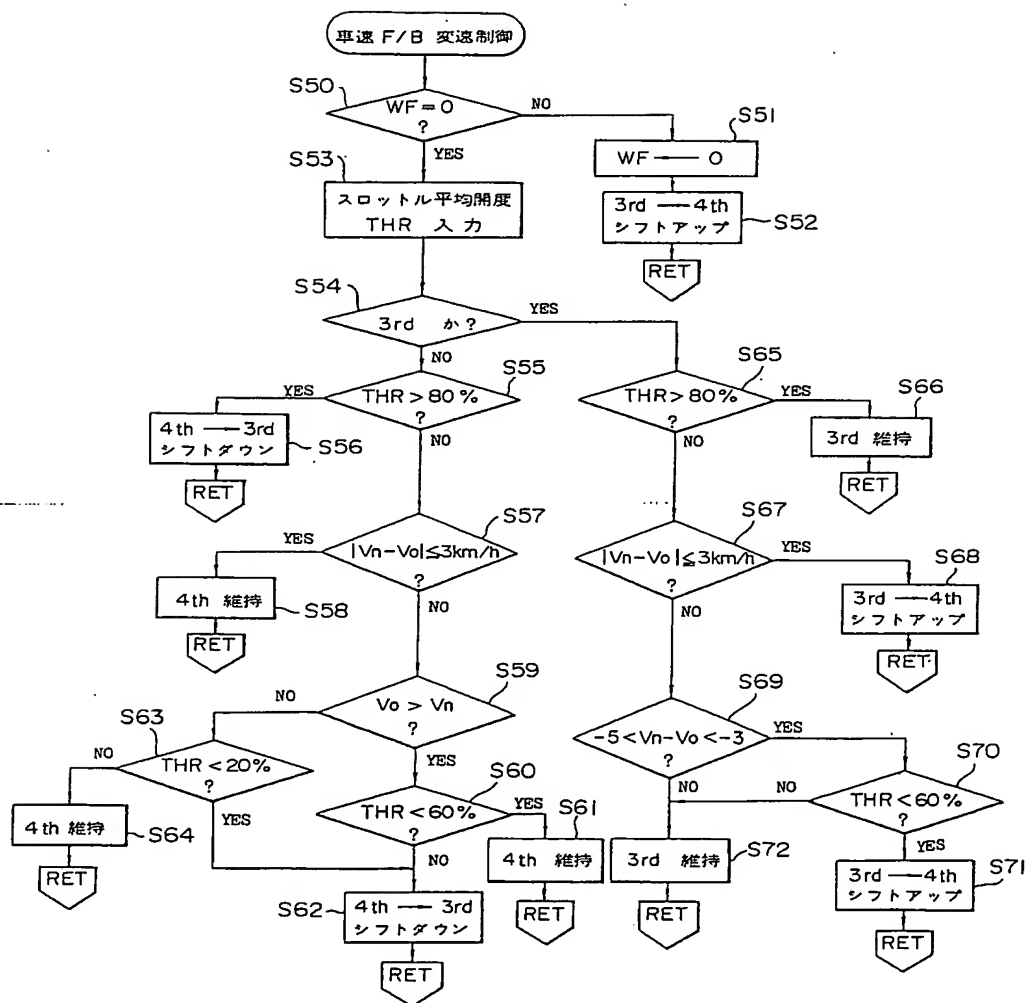 車速 F/B 変速制御
S50
WF=0
?
NO
YES
S51
WF ← 0
3rd → 4th
シフトアップ
S52
RET
S53
スロットル平均開度
THR 入力
S54
3rd か?
YES
NO
S55
THR>80%
?
YES
NO
4th → 3rd
シフトダウン
S56
RET
S65
THR>80%
?
YES
NO
S66
3rd 維持
RET
S57
|Vn-Vo|≦3km/h
?
YES
NO
4th 維持
S58
RET
S67
|Vn-Vo|≦3km/h
?
YES
NO
S68
3rd → 4th
シフトアップ
RET
S59
Vo > Vn
?
NO
YES
S63
THR<20%
?
NO
YES
4th 維持
S64
RET
S60
THR<60%
?
YES
NO
S61
4th 維持
RET
S62
4th → 3rd
シフトダウン
RET
S69
-5<Vn-Vo<-3
?
YES
NO
S70
THR<60%
?
NO
YES
3rd 維持
S72
RET
3rd → 4th
シフトアップ
S71
RET